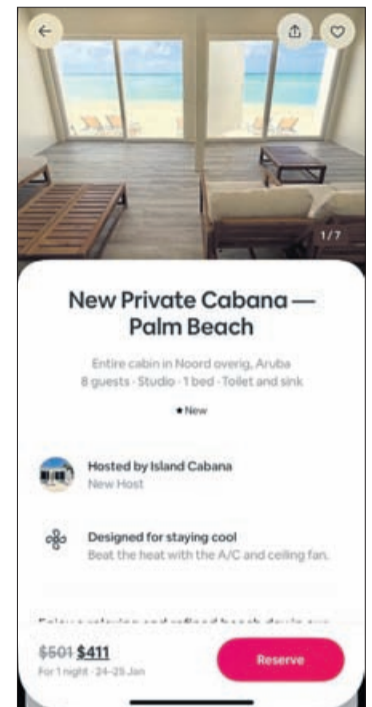 1/7
New Private Cabana —
Palm Beach
Entire cabin in Noord overig, Aruba
8 guests · Studio · 1 bed · Toilet and sink
★ New
Hosted by Island Cabana
New Host
Designed for staying cool
Beat the heat with the A/C and ceiling fan.
$501 $411
For 1 night · 24–25 Jan
Reserve